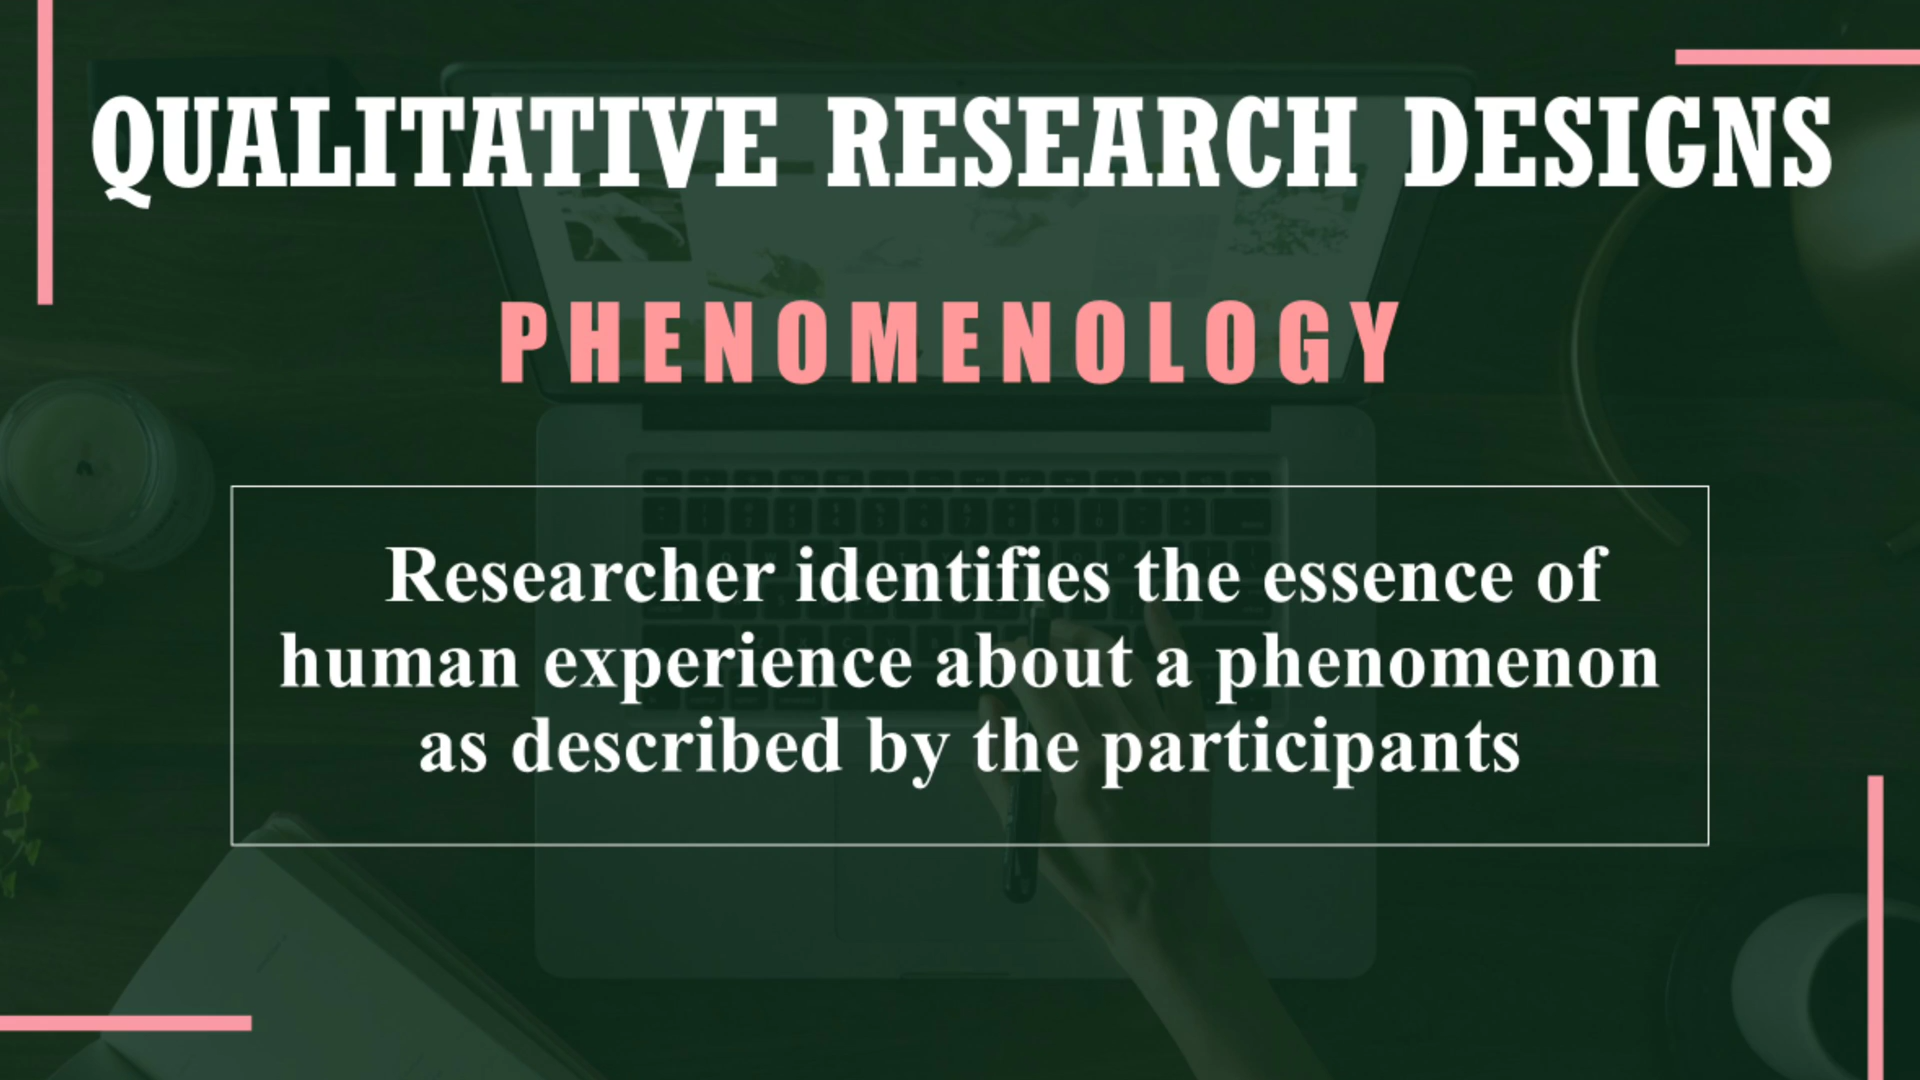 QUALITATIVE RESEARCH DESIGNS
PHENOMENOLOGY
Researcher identifies the essence of
human experience about a phenomenon
as described by the participants